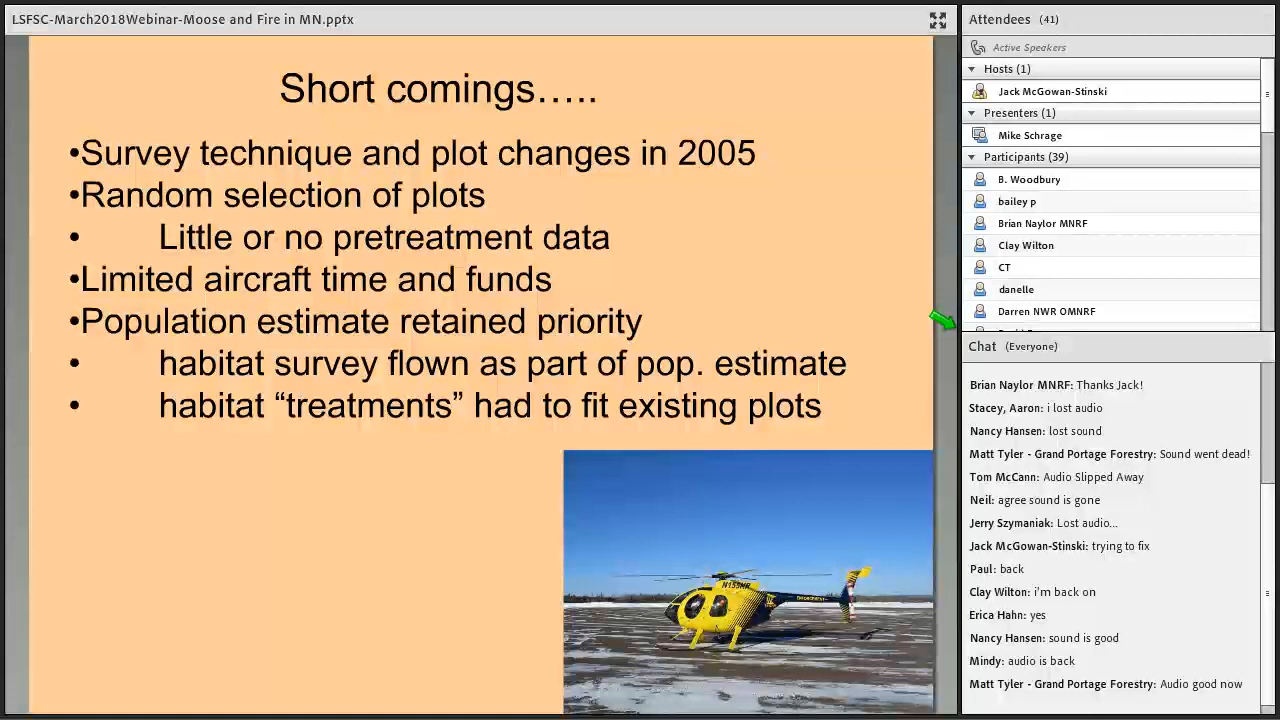 LSFSC-March2018Webinar-Moose and Fire in MN.pptx
Short comings…..
•Survey technique and plot changes in 2005
•Random selection of plots
• Little or no pretreatment data
•Limited aircraft time and funds
•Population estimate retained priority
• habitat survey flown as part of pop. estimate
• habitat “treatments” had to fit existing plots
Attendees (41)
Active Speakers
Hosts (1)
Jack McGowan-Stinski
Presenters (1)
Mike Schrage
Participants (39)
B. Woodbury
bailey p
Brian Naylor MNRF
Clay Wilton
CT
danelle
Darren NWR OMNRF
Chat (Everyone)
Brian Naylor MNRF: Thanks Jack!
Stacey, Aaron: i lost audio
Nancy Hansen: lost sound
Matt Tyler - Grand Portage Forestry: Sound went dead!
Tom McCann: Audio Slipped Away
Neil: agree sound is gone
Jerry Szymaniak: Lost audio...
Jack McGowan-Stinski: trying to fix
Paul: back
Clay Wilton: i'm back on
Erica Hahn: yes
Nancy Hansen: sound is good
Mindy: audio is back
Matt Tyler - Grand Portage Forestry: Audio good now